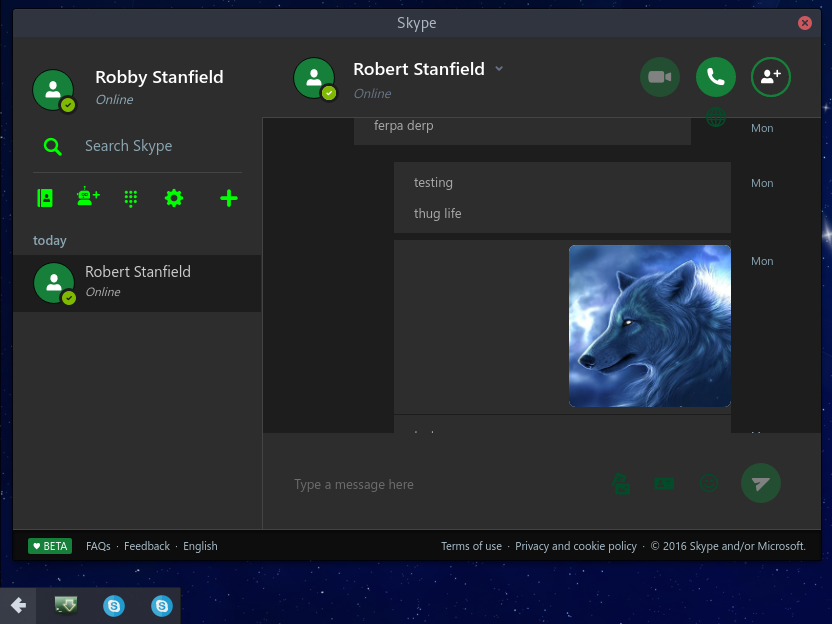 Skype
Robby Stanfield
Online
Search Skype
today
Robert Stanfield
Online
Robert Stanfield
Online
ferpa derp
Mon
testing
Mon
thug life
Mon
Type a message here
BETA FAQs · Feedback · English
Terms of use · Privacy and cookie policy · © 2016 Skype and/or Microsoft.